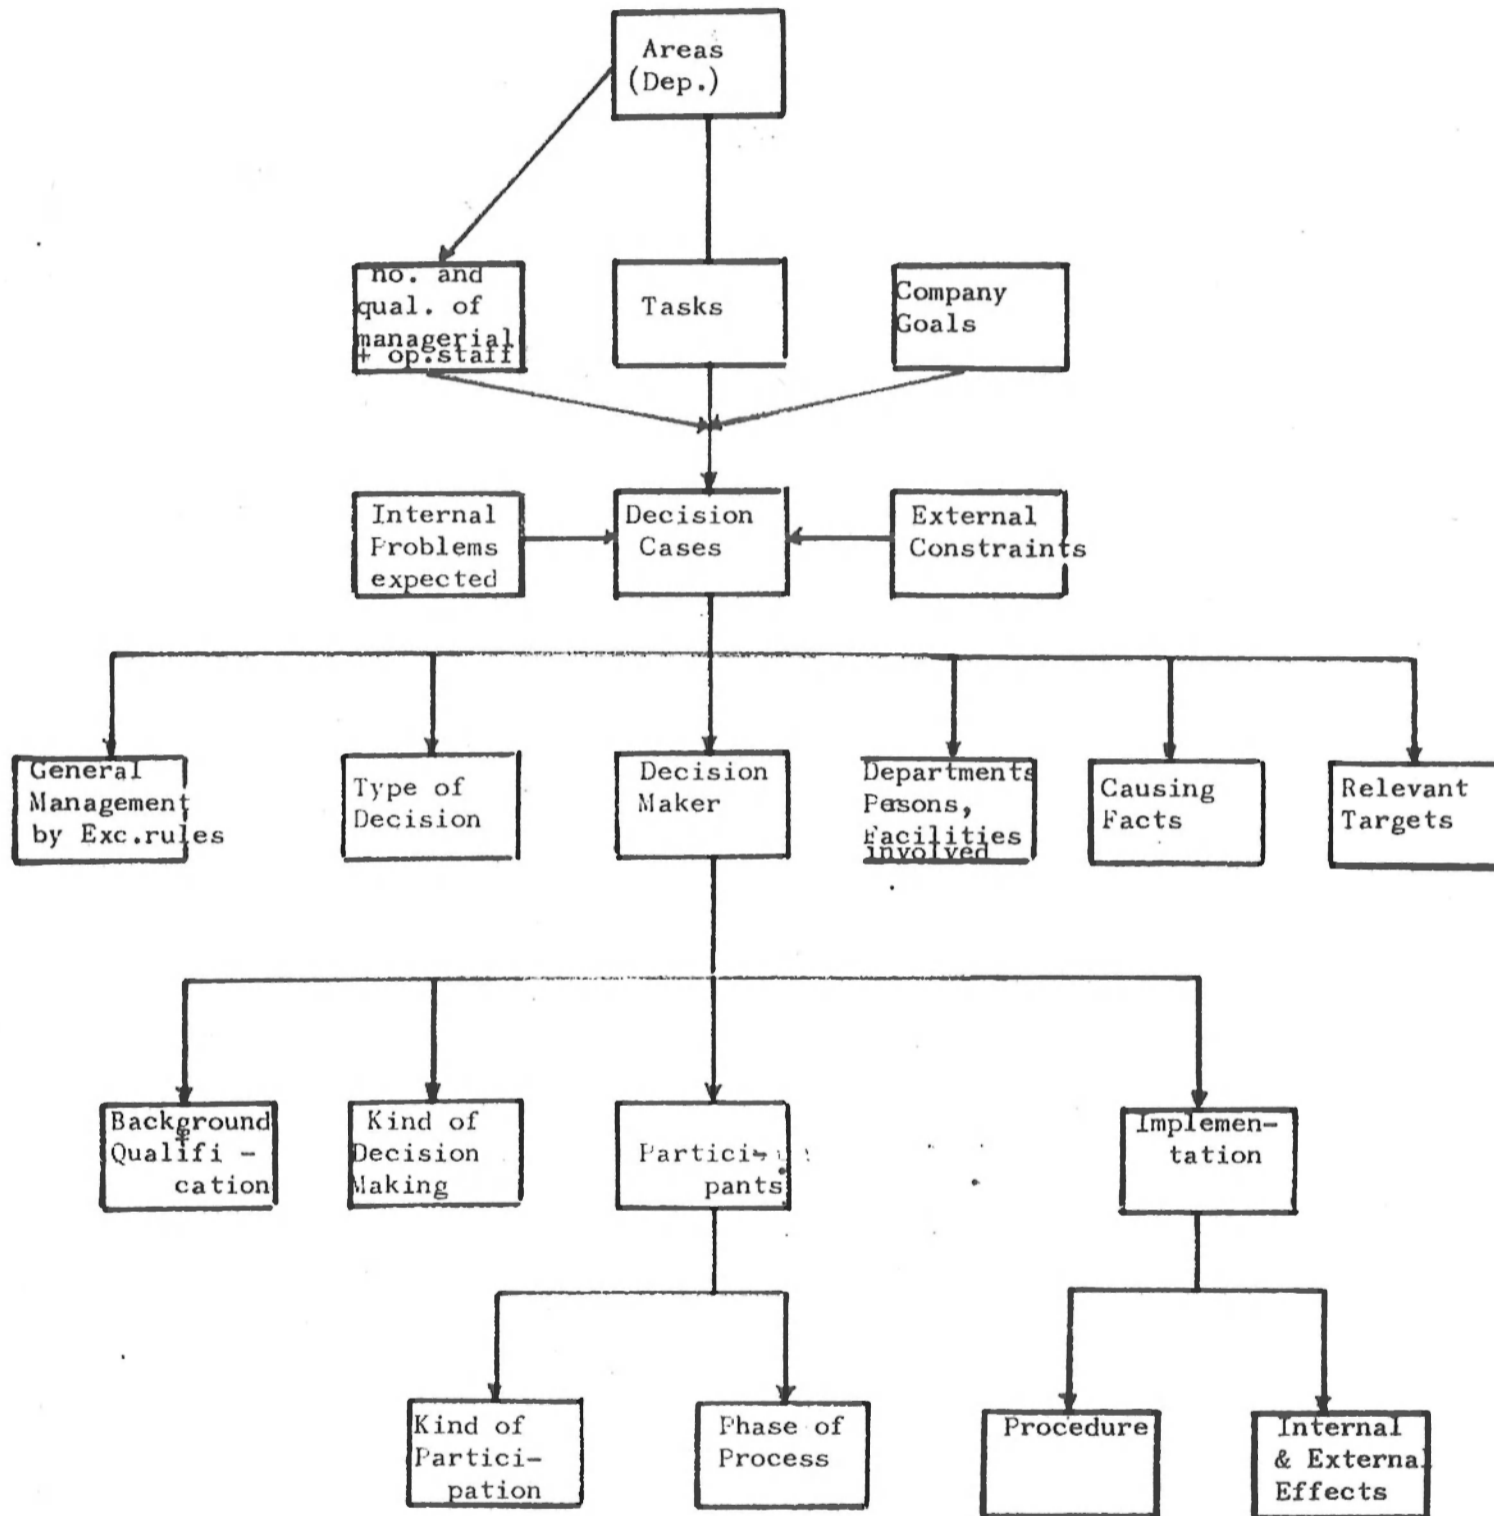 Areas
(Dep.)
no. and
qual. of
managerial
+ op.staff
Tasks
Company
Goals
Internal
Problems
expected
Decision
Cases
External
Constraints
General
Management
by Exc.rules
Type of
Decision
Decision
Maker
Departments
Pesons,
Facilities
involved
Causing
Facts
Relevant
Targets
Background
&
Qualifi -
cation
Kind of
Decision
Making
Partici-
pants
Implemen-
tation
Kind of
Partici-
pation
Phase of
Process
Procedure
Internal
& External
Effects